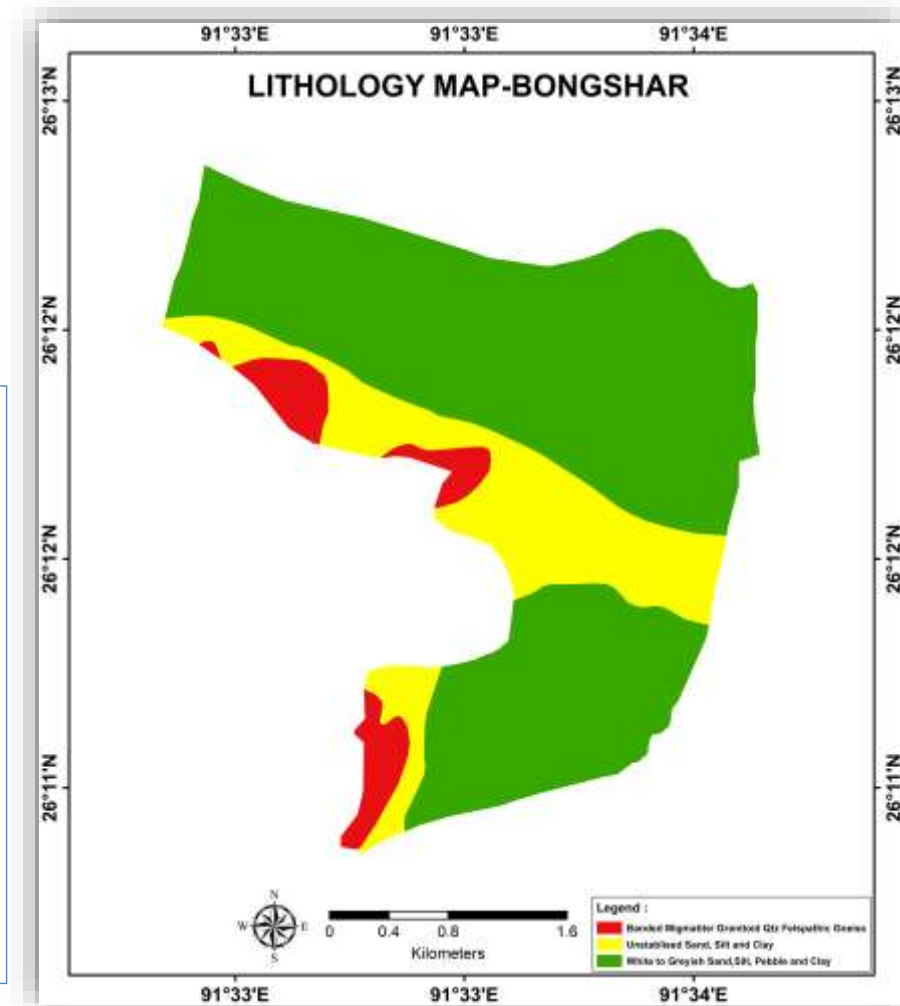 91°33'E 91°33'E 91°34'E
LITHOLOGY MAP-BONGSHAR
26°13'N 26°13'N
26°12'N 26°12'N
26°12'N 26°12'N
26°11'N 26°11'N
N
W E
S
0 0.4 0.8 1.6
Kilometers
Legend :
Banded Migmatier Granitoid Qtz Felspathic Gneiss
Unstabilised Sand, Silt and Clay
White to Greyish Sand,Silt, Pebble and Clay
91°33'E 91°33'E 91°34'E